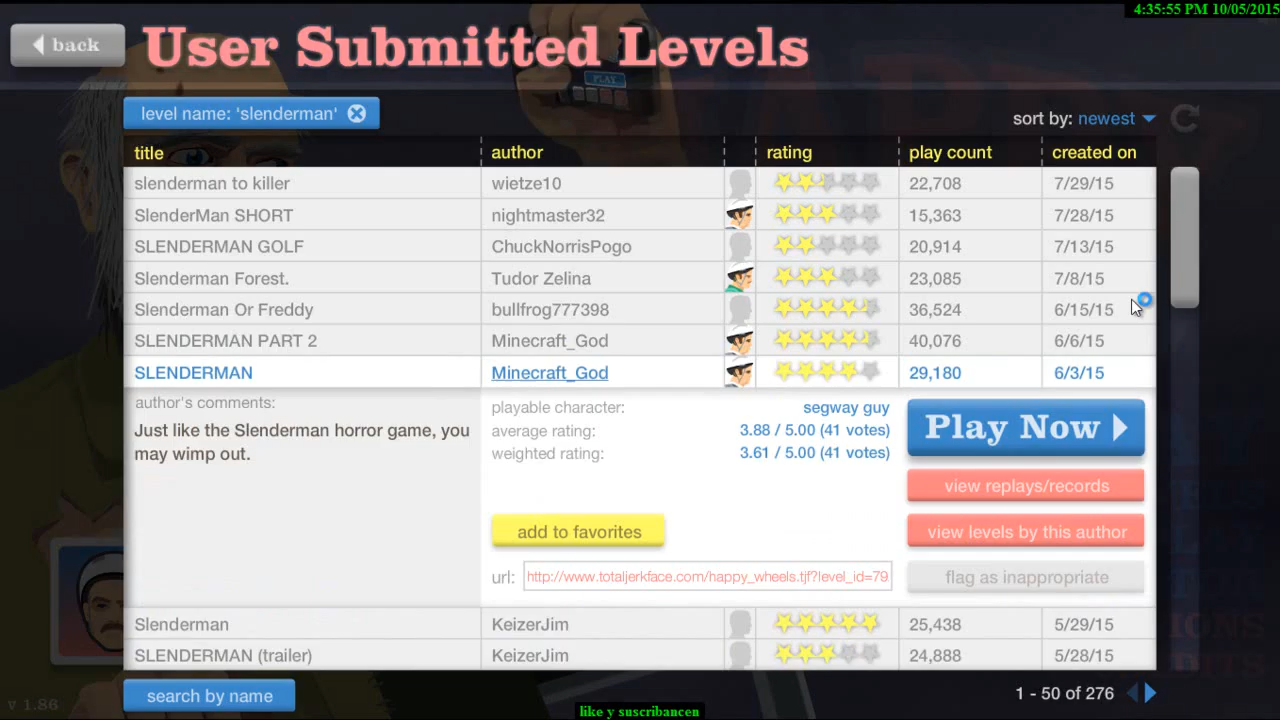 4:35:55 PM 10/05/2015
back
User Submitted Levels
PLAY
level name: 'slenderman'
sort by: newest
title author rating play count created on
slenderman to killer wietze10 22,708 7/29/15
SlenderMan SHORT nightmaster32 15,363 7/28/15
SLENDERMAN GOLF ChuckNorrisPogo 20,914 7/13/15
Slenderman Forest. Tudor Zelina 23,085 7/8/15
Slenderman Or Freddy bullfrog777398 36,524 6/15/15
SLENDERMAN PART 2 Minecraft_God 40,076 6/6/15
SLENDERMAN Minecraft_God 29,180 6/3/15
author's comments:
Just like the Slenderman horror game, you
may wimp out.
playable character: segway guy
average rating: 3.88 / 5.00 (41 votes)
weighted rating: 3.61 / 5.00 (41 votes)
Play Now
view replays/records
add to favorites
view levels by this author
url: http://www.totaljerkface.com/happy_wheels.tjf?level_id=79
flag as inappropriate
Slenderman KeizerJim 25,438 5/29/15
SLENDERMAN (trailer) KeizerJim 24,888 5/28/15
search by name
1 - 50 of 276
v 1.86
like y suscribancen